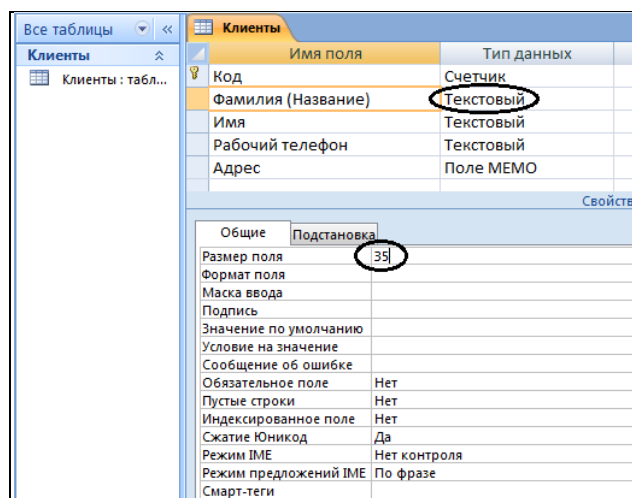 Все таблицы «
Клиенты
Клиенты : табл...
Клиенты
Имя поля Тип данных
Код Счетчик
Фамилия (Название) Текстовый
Имя Текстовый
Рабочий телефон Текстовый
Адрес Поле МЕМО
Свойств
Общие Подстановка
Размер поля 35
Формат поля
Маска ввода
Подпись
Значение по умолчанию
Условие на значение
Сообщение об ошибке
Обязательное поле Нет
Пустые строки Нет
Индексированное поле Нет
Сжатие Юникод Да
Режим IME Нет контроля
Режим предложений IME По фразе
Смарт-теги